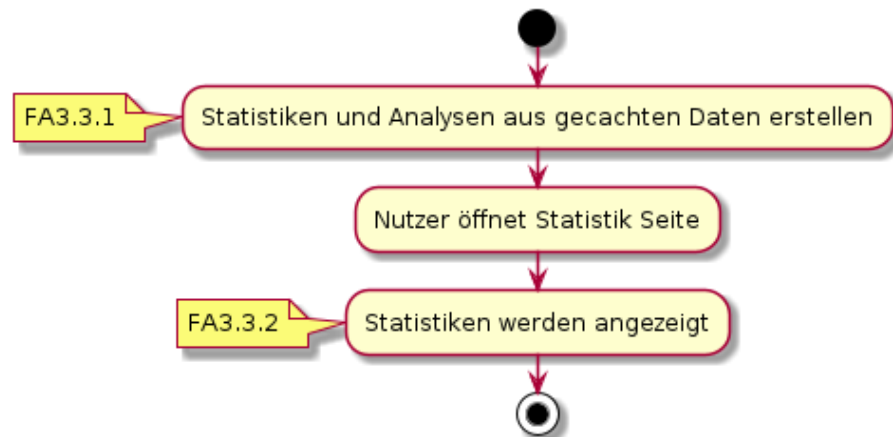 FA3.3.1
Statistiken und Analysen aus gecachten Daten erstellen
Nutzer öffnet Statistik Seite
FA3.3.2
Statistiken werden angezeigt